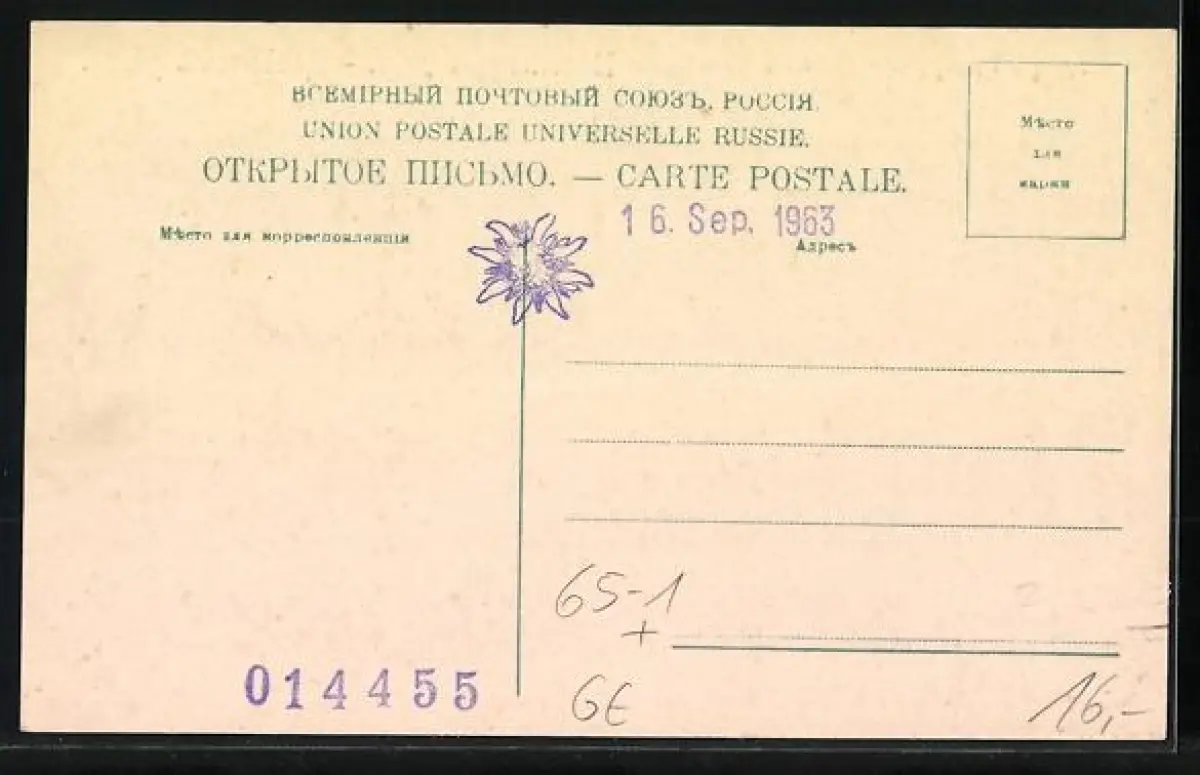 ВСЕМІРНЫЙ ПОЧТОВЫЙ СОЮЗЪ, РОССІЯ.
UNION POSTALE UNIVERSELLE RUSSIE.
ОТКРЫТОЕ ПИСЬМО. — CARTE POSTALE.
Мѣсто
для
марки
16. Sep. 1963
Мѣсто для корреспонденціи
Адресъ
65-1
+
014455
GE
16,-